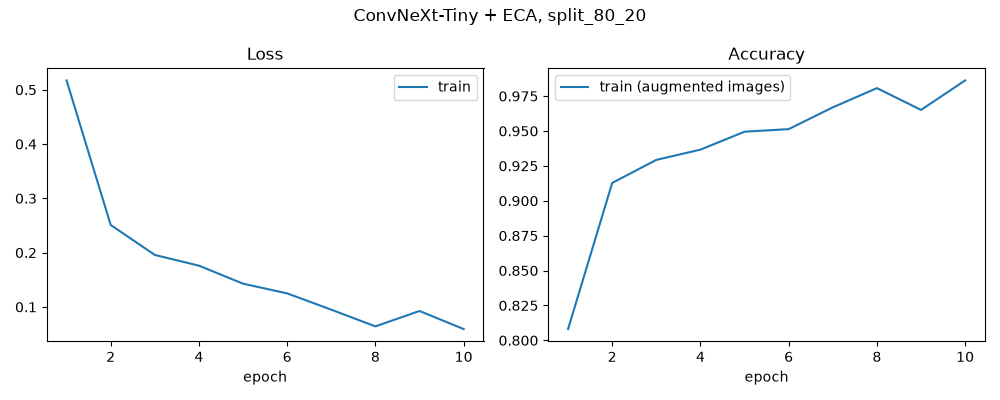 ConvNeXt-Tiny + ECA, split_80_20
Loss
train
0.5
0.4
0.3
0.2
0.1
2 4 6 8 10
epoch
Accuracy
train (augmented images)
0.975
0.950
0.925
0.900
0.875
0.850
0.825
0.800
2 4 6 8 10
epoch